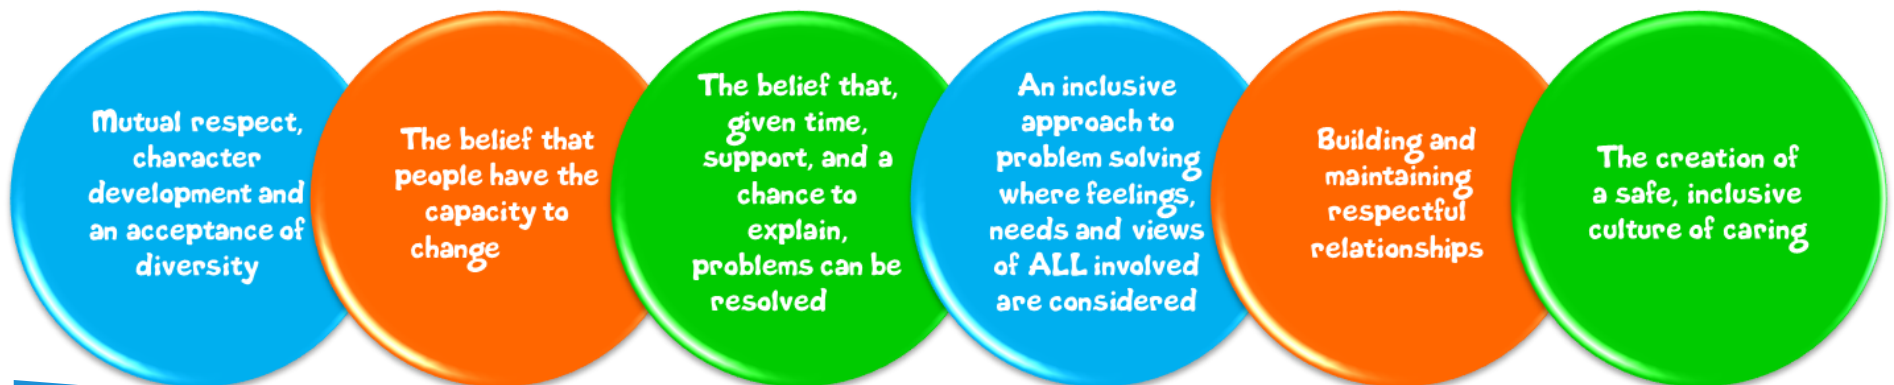 Mutual respect,
character
development and
an acceptance of
diversity
The belief that
people have the
capacity to
change
The belief that,
given time,
support, and a
chance to
explain,
problems can be
resolved
An inclusive
approach to
problem solving
where feelings,
needs and views
of ALL involved
are considered
Building and
maintaining
respectful
relationships
The creation of
a safe, inclusive
culture of caring